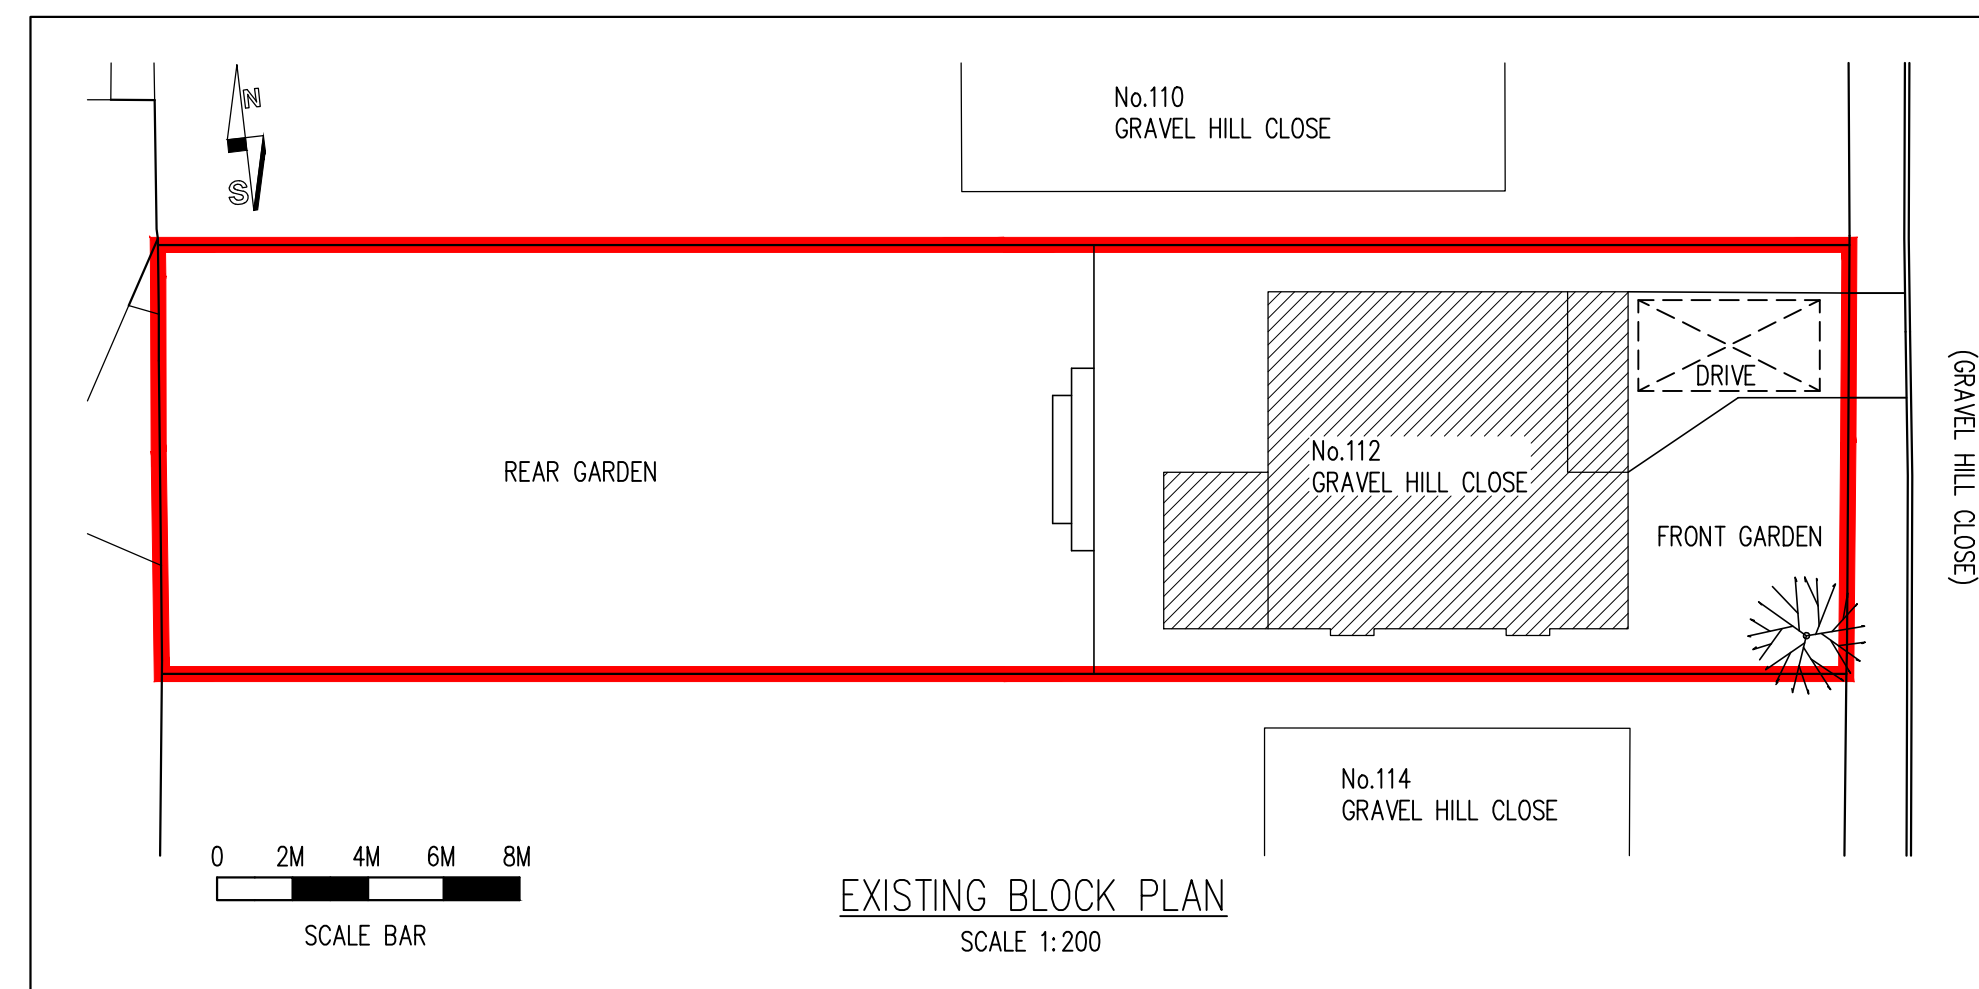 N
S
No.110
GRAVEL HILL CLOSE
DRIVE
No.112
GRAVEL HILL CLOSE
REAR GARDEN
FRONT GARDEN
(GRAVEL HILL CLOSE)
No.114
GRAVEL HILL CLOSE
0 2M 4M 6M 8M
SCALE BAR
EXISTING BLOCK PLAN
SCALE 1:200